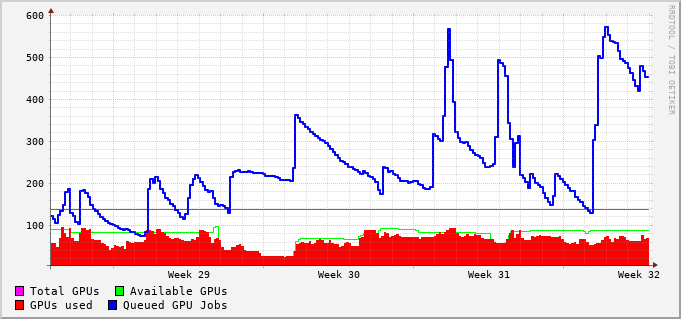 600
500
400
300
200
100
Week 29 Week 30 Week 31 Week 32
Total GPUs Available GPUs
GPUs used Queued GPU Jobs
RRDTOOL / TOBI OETIKER